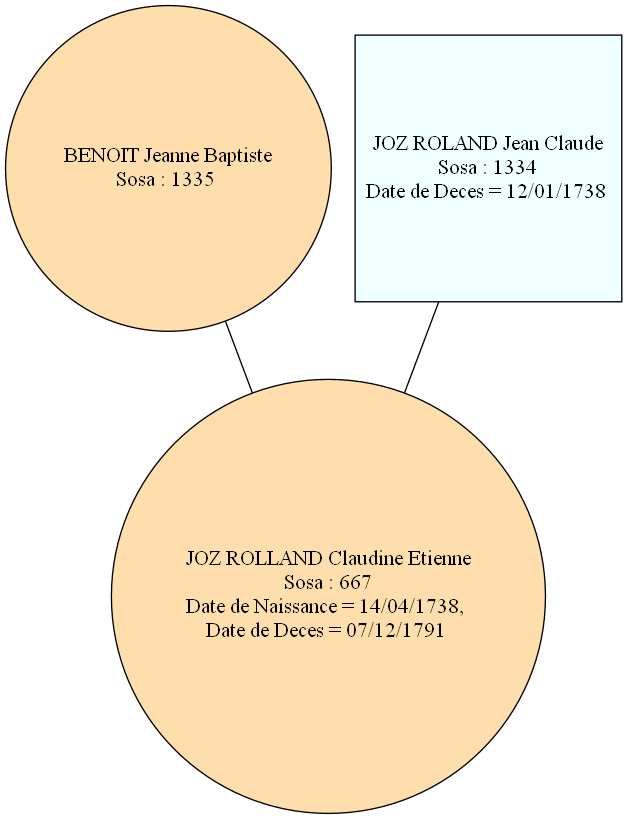 BENOIT Jeanne Baptiste
Sosa : 1335
JOZ ROLAND Jean Claude
Sosa : 1334
Date de Deces = 12/01/1738
JOZ ROLLAND Claudine Etienne
Sosa : 667
Date de Naissance = 14/04/1738,
Date de Deces = 07/12/1791